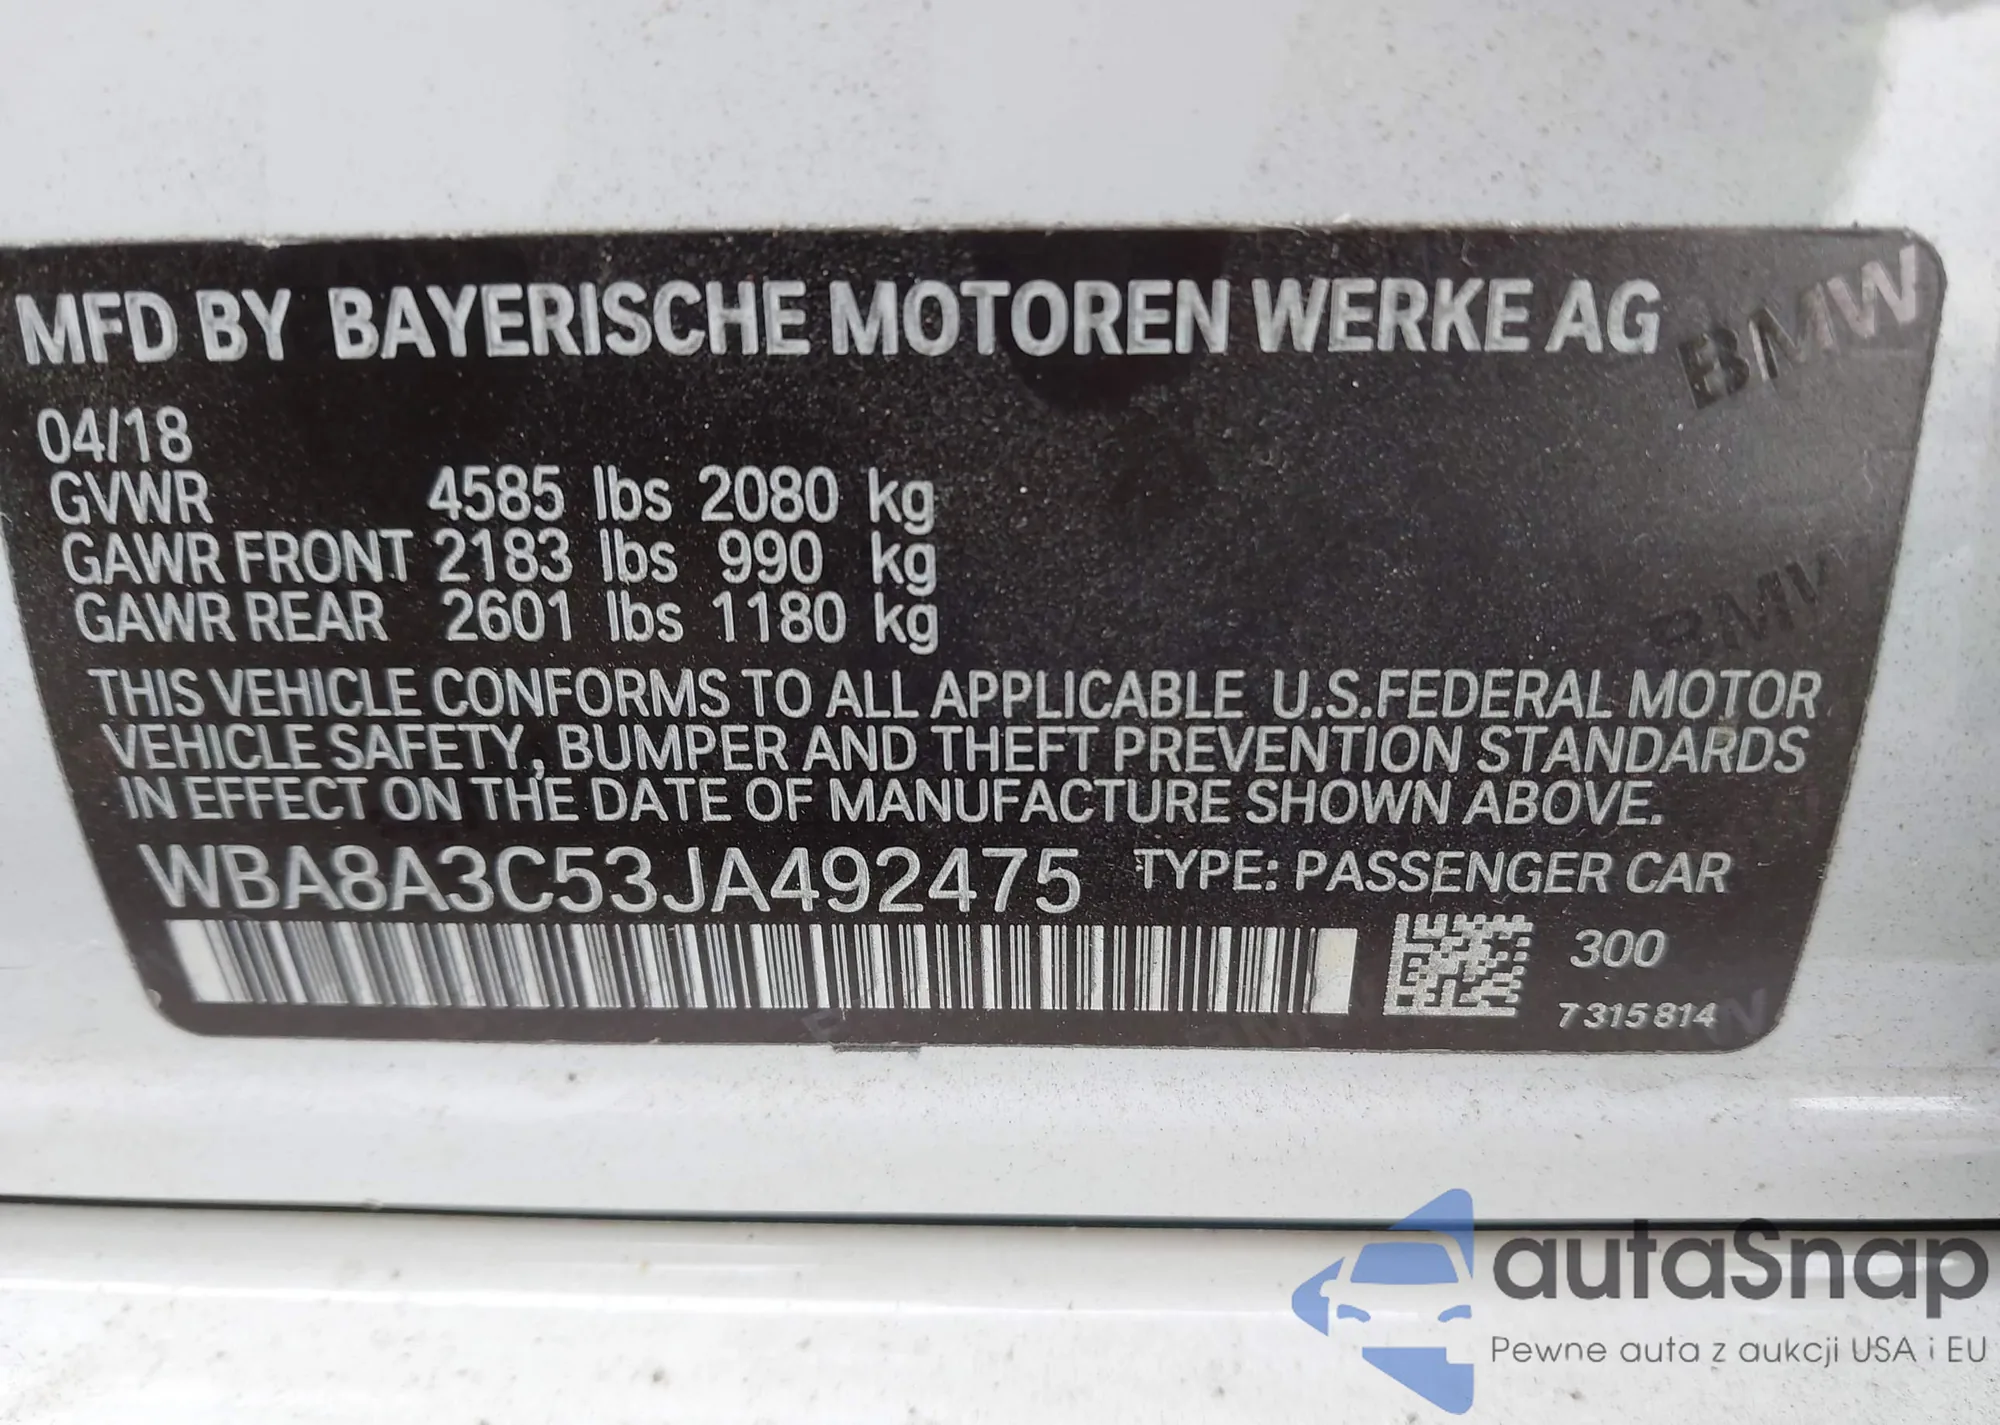 MFD BY BAYERISCHE MOTOREN WERKE AG
BMW
04/18
GVWR 4585 lbs 2080 kg
GAWR FRONT 2183 lbs 990 kg
GAWR REAR 2601 lbs 1180 kg
BMW
THIS VEHICLE CONFORMS TO ALL APPLICABLE U.S.FEDERAL MOTOR
VEHICLE SAFETY, BUMPER AND THEFT PREVENTION STANDARDS
IN EFFECT ON THE DATE OF MANUFACTURE SHOWN ABOVE.
WBA8A3C53JA492475 TYPE: PASSENGER CAR
300
7315814
autaSnap
Pewne auta z aukcji USA i EU